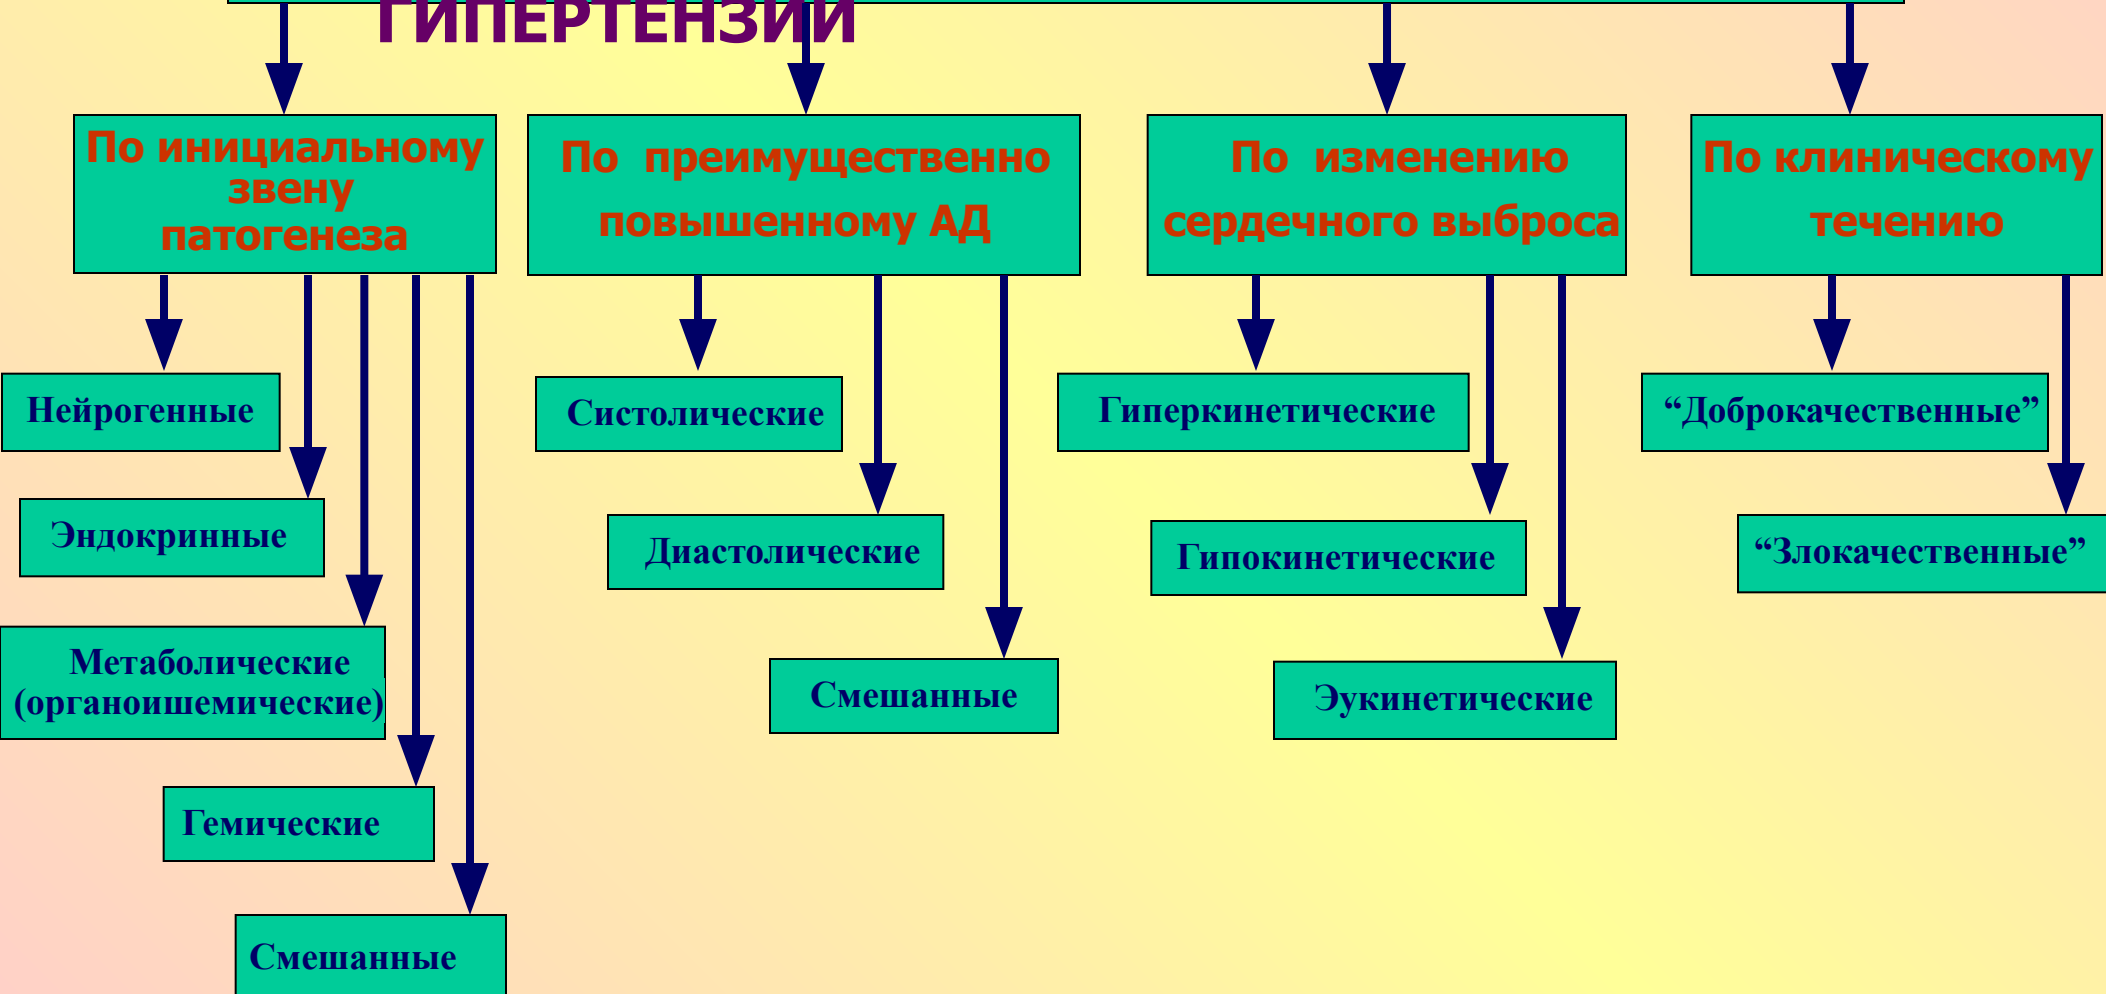 ГИПЕРТЕНЗИЙ
По инициальному
звену
патогенеза
По преимущественно
повышенному АД
По изменению
сердечного выброса
По клиническому
течению
Нейрогенные
Эндокринные
Метаболические
(органоишемические)
Гемические
Смешанные
Систолические
Диастолические
Смешанные
Гиперкинетические
Гипокинетические
Эукинетические
“Доброкачественные”
“Злокачественные”